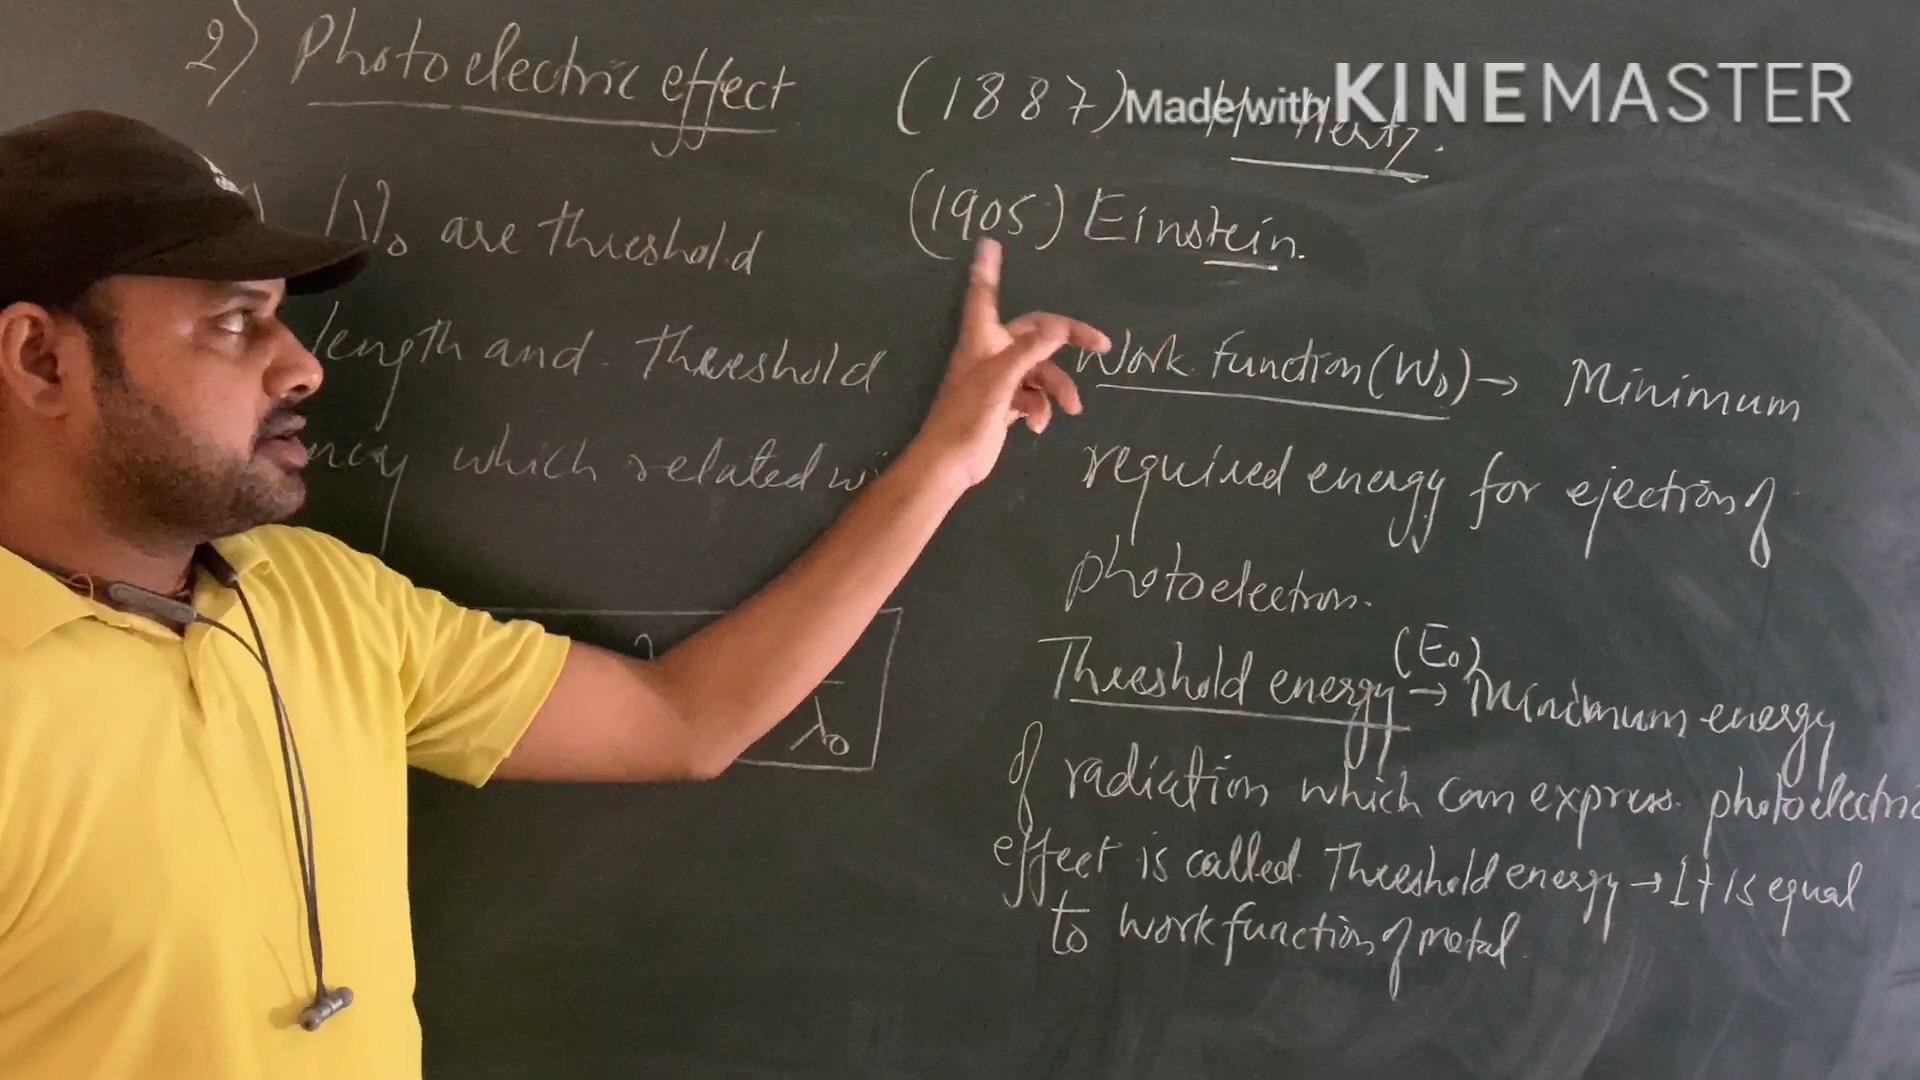 2) Photoelectric effect
(1887) Hertz.
Made with KINEMASTER
(1905) Einstein.
ν₀ are threshold
length and threshold
ency which related
λ₀
Work function (W₀) → Minimum
required energy for ejection of
photoelectron.
(E₀)
Threshold energy → Minimum energy
of radiation which can express photoelectric
effect is called Threshold energy → It is equal
to work function of metal.